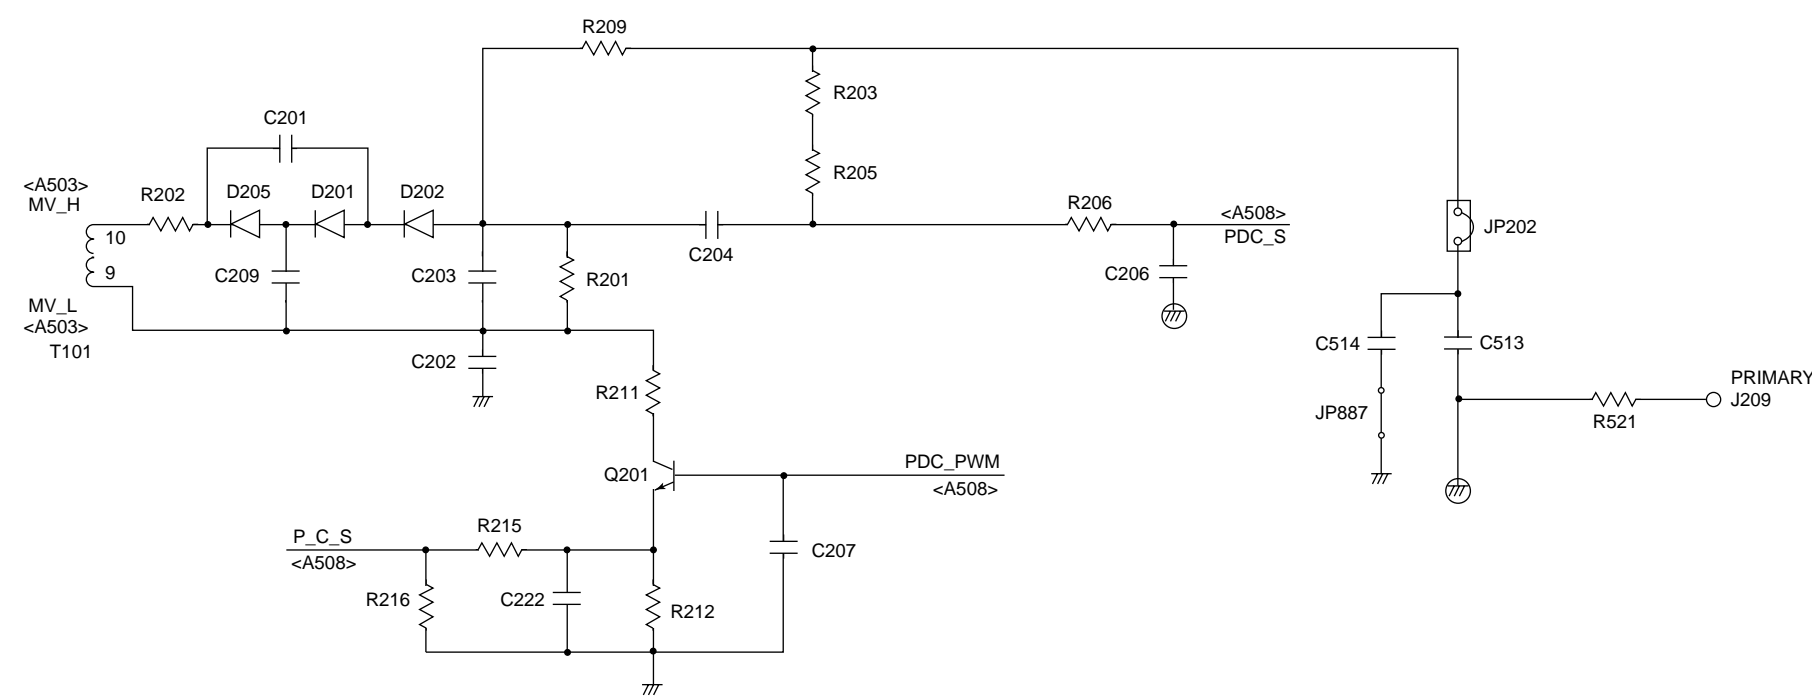 R209
R203
C201
R205
<A503>
MV_H
R202
D205
D201
D202
R206
<A508>
PDC_S
JP202
10
9
C209
C203
R201
C204
C206
MV_L
<A503>
T101
C202
C514
C513
R211
JP887
PRIMARY
J209
R521
Q201
PDC_PWM
<A508>
P_C_S
<A508>
R215
C207
R216
C222
R212